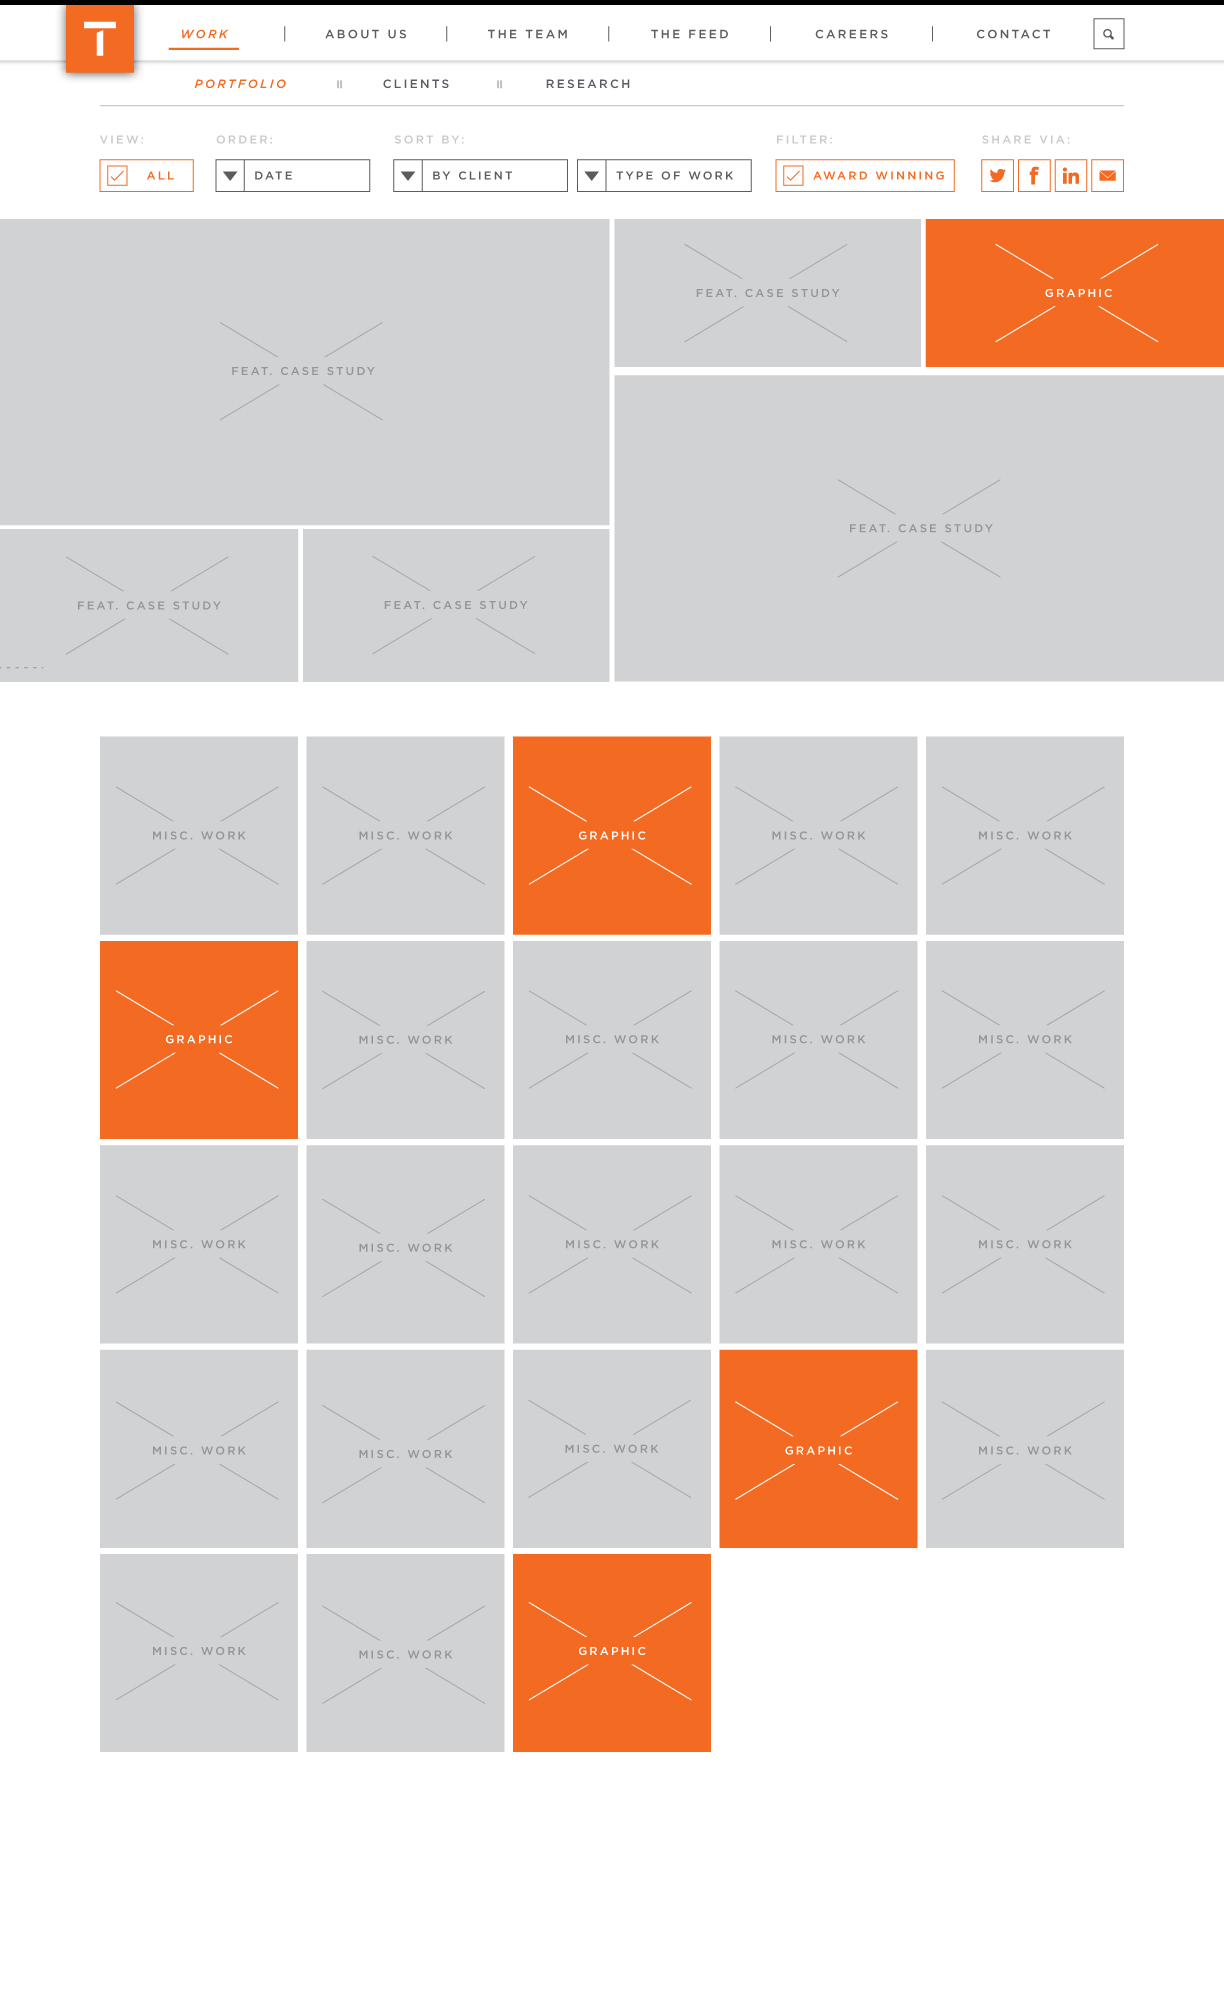 T
WORK | ABOUT US | THE TEAM | THE FEED | CAREERS | CONTACT
PORTFOLIO || CLIENTS || RESEARCH
VIEW: ORDER: SORT BY: FILTER: SHARE VIA:
ALL DATE BY CLIENT TYPE OF WORK AWARD WINNING f in
FEAT. CASE STUDY GRAPHIC
FEAT. CASE STUDY
FEAT. CASE STUDY
FEAT. CASE STUDY FEAT. CASE STUDY
MISC. WORK MISC. WORK GRAPHIC MISC. WORK MISC. WORK
GRAPHIC MISC. WORK MISC. WORK MISC. WORK MISC. WORK
MISC. WORK MISC. WORK MISC. WORK MISC. WORK MISC. WORK
MISC. WORK MISC. WORK MISC. WORK GRAPHIC MISC. WORK
MISC. WORK MISC. WORK GRAPHIC